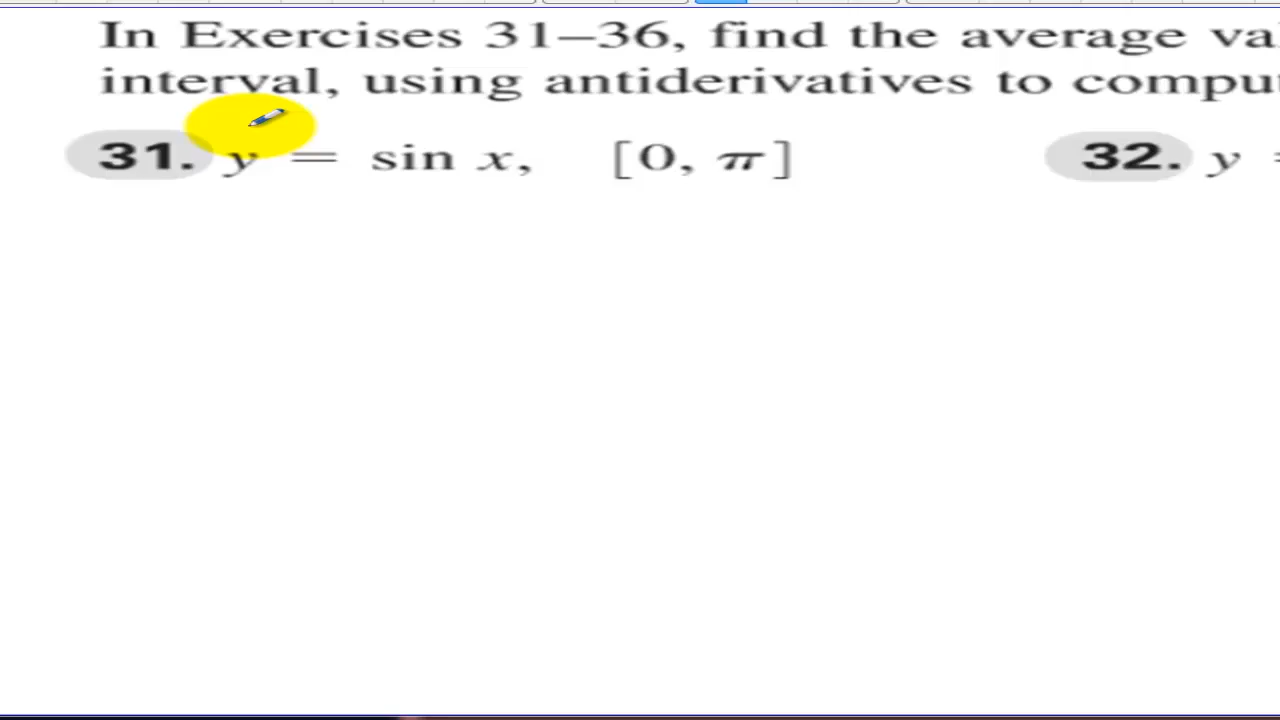 In Exercises 31–36, find the average va
interval, using antiderivatives to compu
31. y = sin x, [0, π] 32. y =